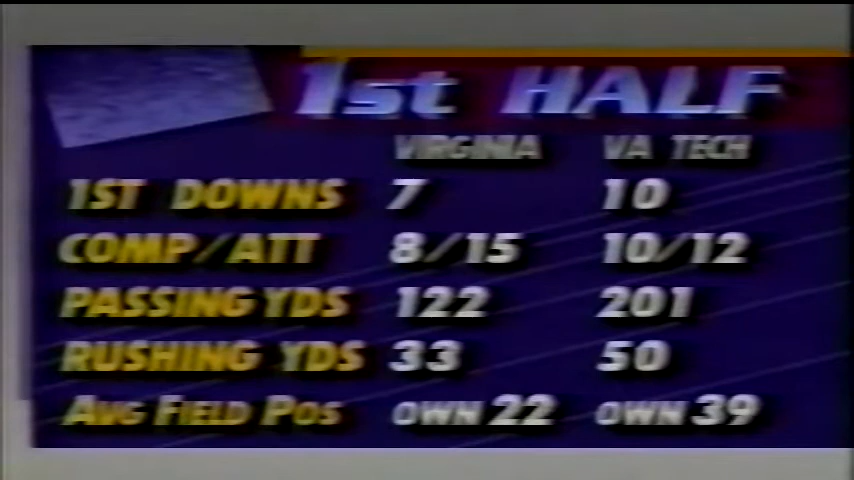 1st HALF
VIRGINIA VA TECH
1ST DOWNS 7 10
COMP/ATT 8/15 10/12
PASSING YDS 122 201
RUSHING YDS 33 50
AVG FIELD POS OWN 22 OWN 39